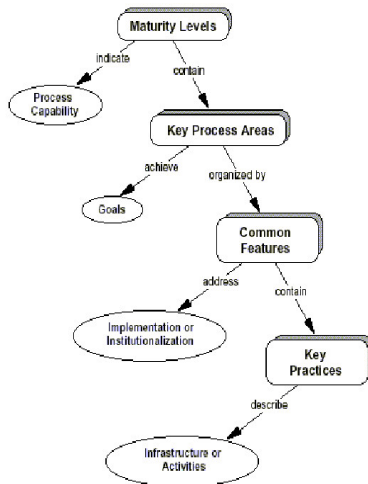 Maturity Levels
indicate
contain
Process
Capability
Key Process Areas
achieve
organized by
Goals
Common
Features
address
contain
Implementation or
Institutionalization
Key
Practices
describe
Infrastructure or
Activities